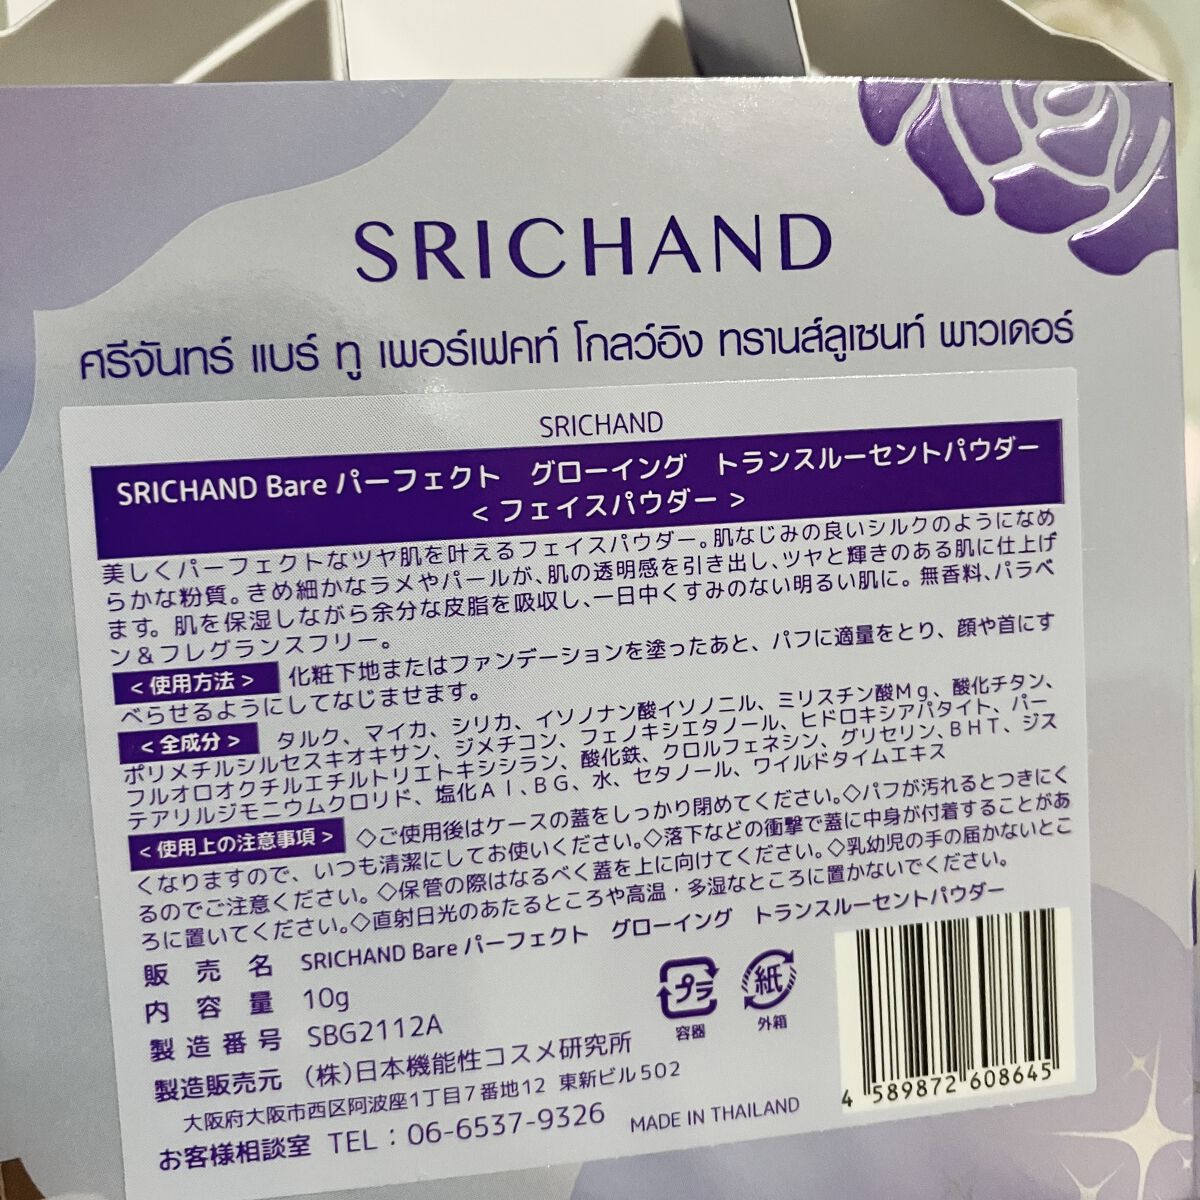 SRICHAND
ศรีจันทร์ แบร์ ทู เพอร์เฟคท์ โกลว์อิง ทรานส์ลูเซนท์ พาวเดอร์
SRICHAND
SRICHAND Bare パーフェクト グローイング トランスルーセントパウダー
< フェイスパウダー >
美しくパーフェクトなツヤ肌を叶えるフェイスパウダー。肌なじみの良いシルクのようになめ
らかな粉質。きめ細かなラメやパールが、肌の透明感を引き出し、ツヤと輝きのある肌に仕上げ
ます。肌を保湿しながら余分な皮脂を吸収し、一日中くすみのない明るい肌に。無香料、パラベ
ン＆フレグランスフリー。
< 使用方法 > 化粧下地またはファンデーションを塗ったあと、パフに適量をとり、顔や首にす
べらせるようにしてなじませます。
< 全成分 > タルク、マイカ、シリカ、イソノナン酸イソノニル、ミリスチン酸Ｍｇ、酸化チタン、
ポリメチルシルセスキオキサン、ジメチコン、フェノキシエタノール、ヒドロキシアパタイト、パー
フルオロオクチルエチルトリエトキシシラン、酸化鉄、クロルフェネシン、グリセリン、ＢＨＴ、ジス
テアリルジモニウムクロリド、塩化Ａｌ、ＢＧ、水、セタノール、ワイルドタイムエキス
< 使用上の注意事項 > ◇ご使用後はケースの蓋をしっかり閉めてください。◇パフが汚れるとつきにく
くなりますので、いつも清潔にしてお使いください。◇落下などの衝撃で蓋に中身が付着することがあ
るのでご注意ください。◇保管の際はなるべく蓋を上に向けてください。◇乳幼児の手の届かないとこ
ろに置いてください。◇直射日光のあたるところや高温・多湿なところに置かないでください。
販売名 SRICHAND Bare パーフェクト グローイング トランスルーセントパウダー
内容量 10g
製造番号 SBG2112A
製造販売元 (株)日本機能性コスメ研究所
大阪府大阪市西区阿波座1丁目7番地12 東新ビル502
お客様相談室 TEL：06-6537-9326
MADE IN THAILAND
プラ
容器
紙
外箱
4 589872 608645